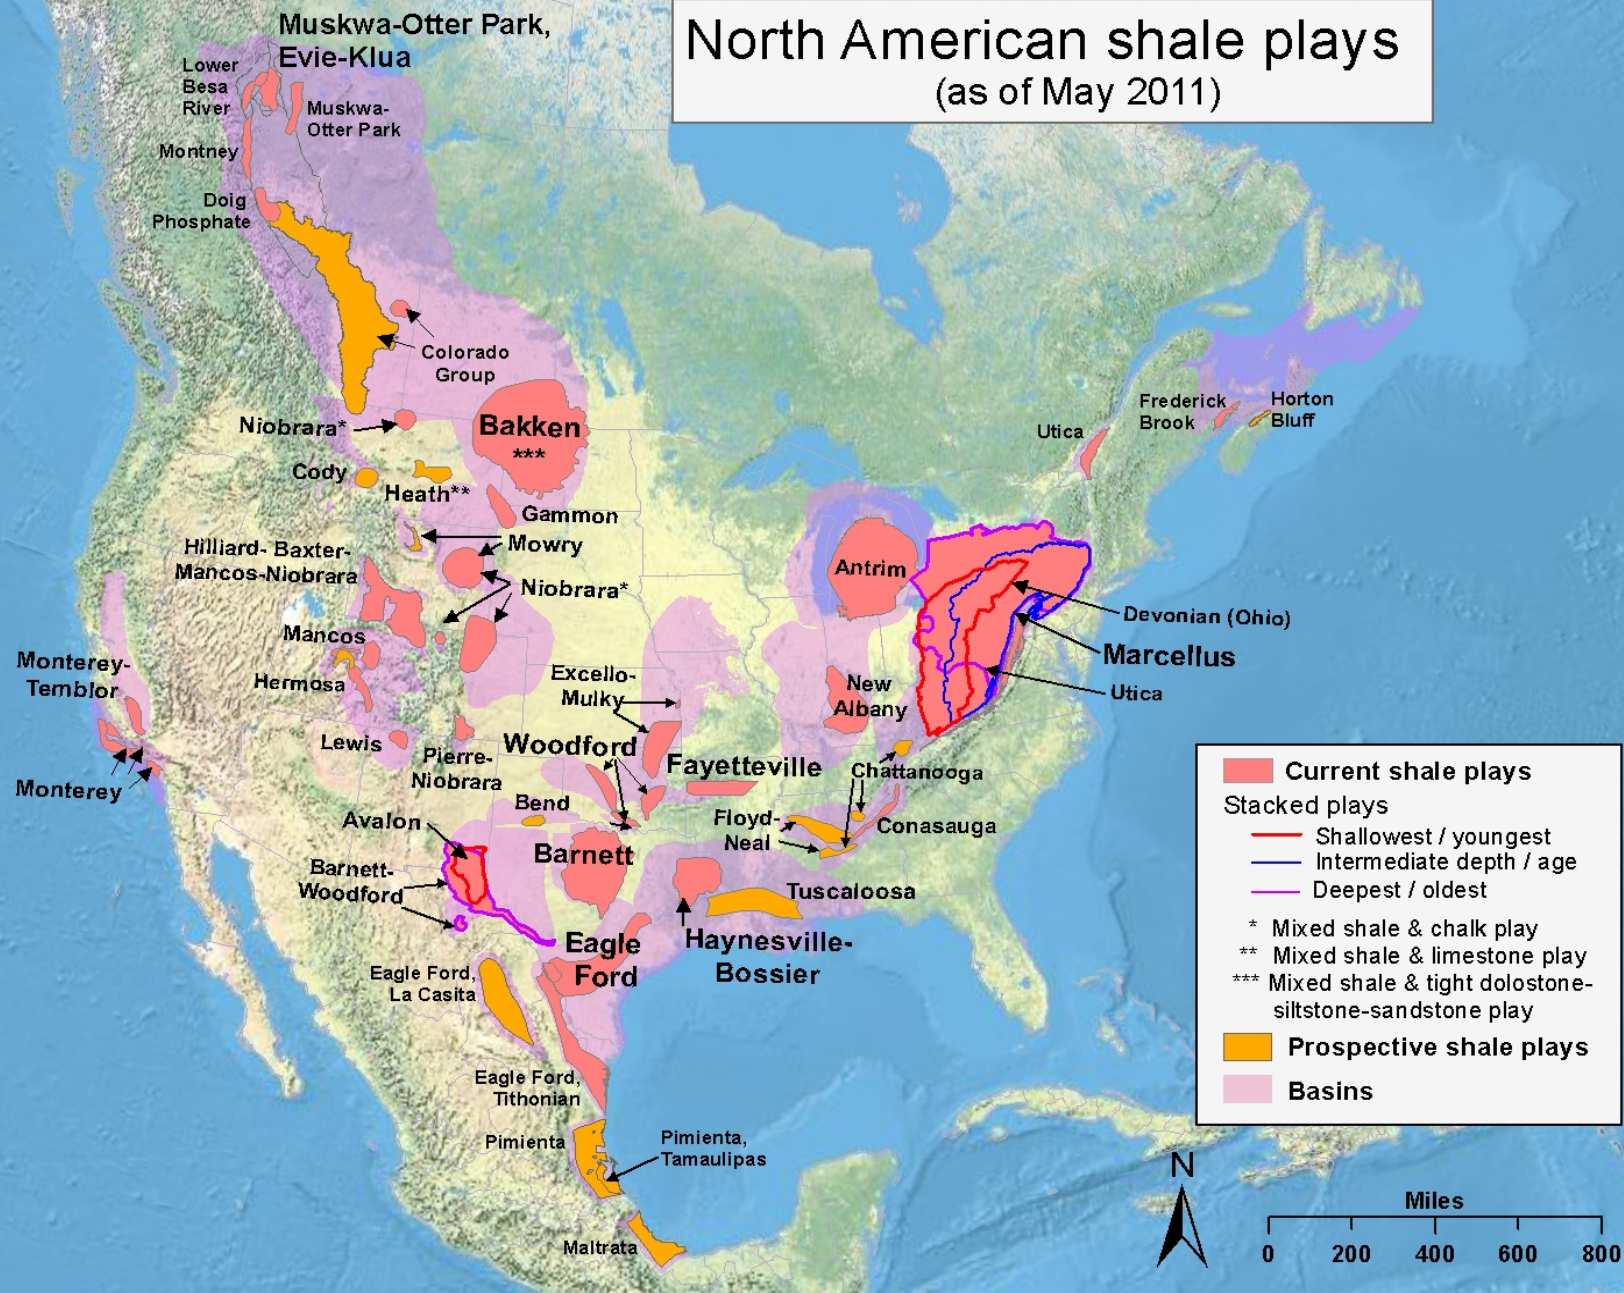 North American shale plays
(as of May 2011)
Muskwa-Otter Park,
Evie-Klua
Lower
Besa
River
Muskwa-
Otter Park
Montney
Doig
Phosphate
Colorado
Group
Niobrara*
Bakken
***
Cody
Heath**
Gammon
Mowry
Hilliard- Baxter-
Mancos-Niobrara
Niobrara*
Mancos
Hermosa
Monterey-
Temblor
Monterey
Lewis
Pierre-
Niobrara
Excello-
Mulky
Woodford
Fayetteville
Bend
Avalon
Barnett
Barnett-
Woodford
Antrim
New
Albany
Chattanooga
Floyd-
Neal
Conasauga
Tuscaloosa
Haynesville-
Bossier
Eagle
Ford
Eagle Ford,
La Casita
Eagle Ford,
Tithonian
Pimienta
Pimienta,
Tamaulipas
Maltrata
Utica
Frederick
Brook
Horton
Bluff
Devonian (Ohio)
Marcellus
Utica
Current shale plays
Stacked plays
Shallowest / youngest
Intermediate depth / age
Deepest / oldest
* Mixed shale & chalk play
** Mixed shale & limestone play
*** Mixed shale & tight dolostone-
siltstone-sandstone play
Prospective shale plays
Basins
N
Miles
0 200 400 600 800